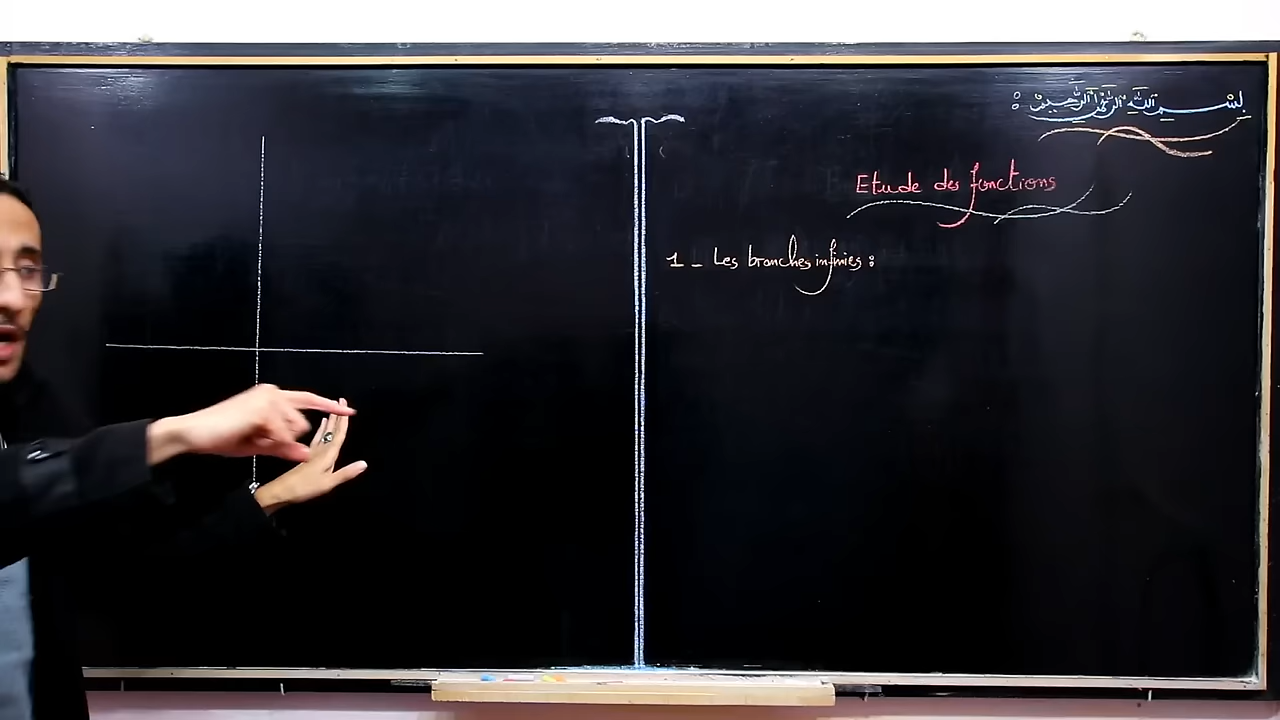 بسم الله الرحمن الرحيم :
Etude des fonctions
1 - Les branches infinies :